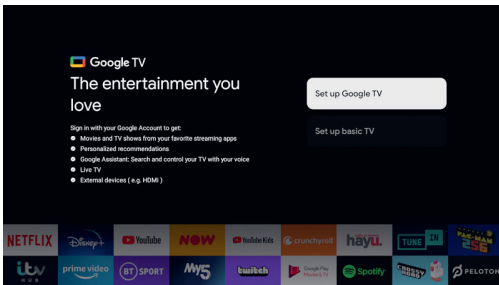 Google TV
The entertainment you
love
Sign in with your Google Account to get:
Movies and TV shows from your favorite streaming apps
Personalized recommendations
Google Assistant: Search and control your TV with your voice
Live TV
External devices ( e.g. HDMI )
Set up Google TV
Set up basic TV
NETFLIX Disney+ YouTube NOW YouTube Kids crunchyroll hayu. TUNE IN PAC-MAN 256
itv HUB prime video BT SPORT My5 twitch Google Play Movies & TV Spotify CROSSY ROAD PELOTON